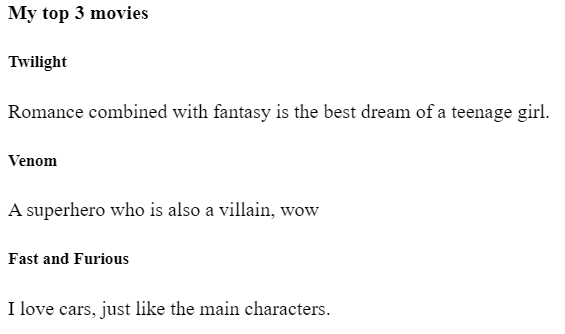 My top 3 movies
Twilight
Romance combined with fantasy is the best dream of a teenage girl.
Venom
A superhero who is also a villain, wow
Fast and Furious
I love cars, just like the main characters.